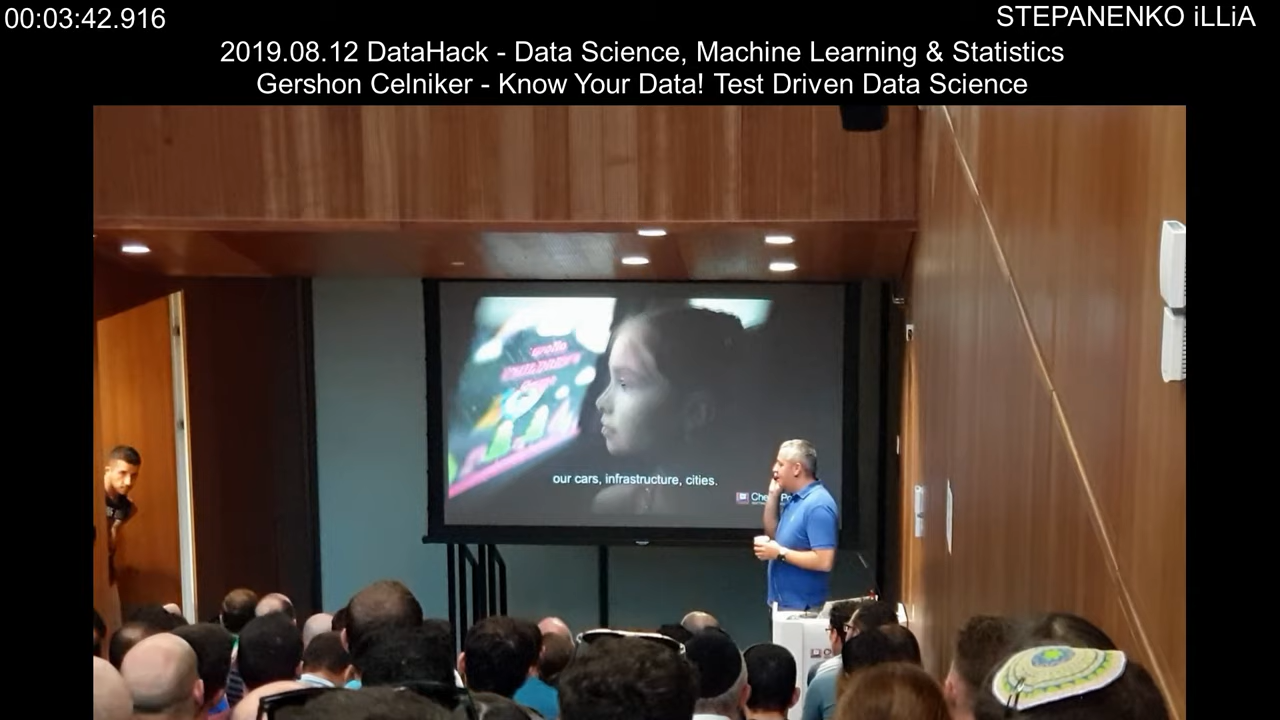 00:03:42.916
STEPANENKO iLLiA
2019.08.12 DataHack - Data Science, Machine Learning & Statistics
Gershon Celniker - Know Your Data! Test Driven Data Science
our cars, infrastructure, cities.